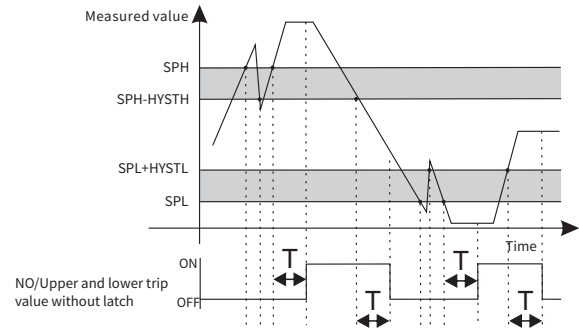 Measured value
SPH
SPH-HYSTH
SPL+HYSTL
SPL
Time
ON
NO/Upper and lower trip
value without latch
OFF
T
T
T
T